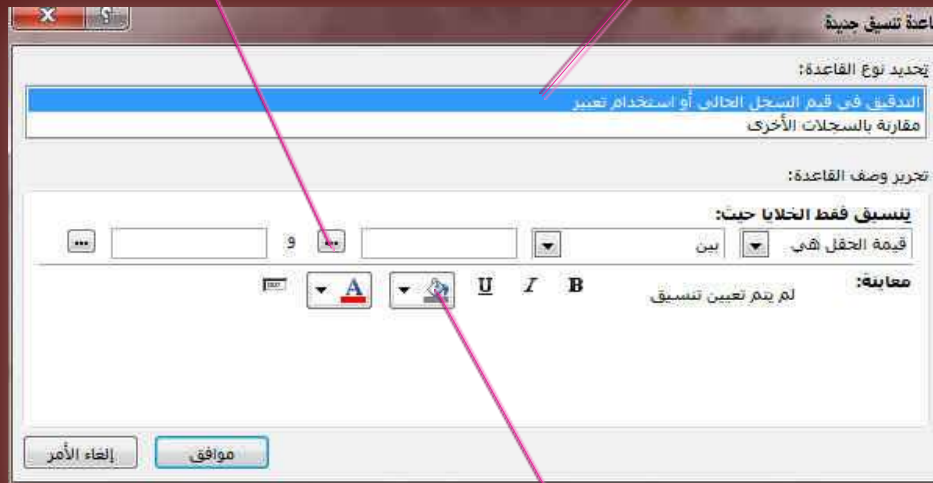 اعدة تنسيق جديدة
تحديد نوع القاعدة:
التدقيق في قيم السجل الحالي أو استخدام تعبير
مقارنة بالسجلات الأخرى
تحرير وصف القاعدة:
تنسيق فقط الخلايا حيث:
قيمة الحقل هي بين و
معاينة: لم يتم تعيين تنسيق B I U A
موافق إلغاء الأمر